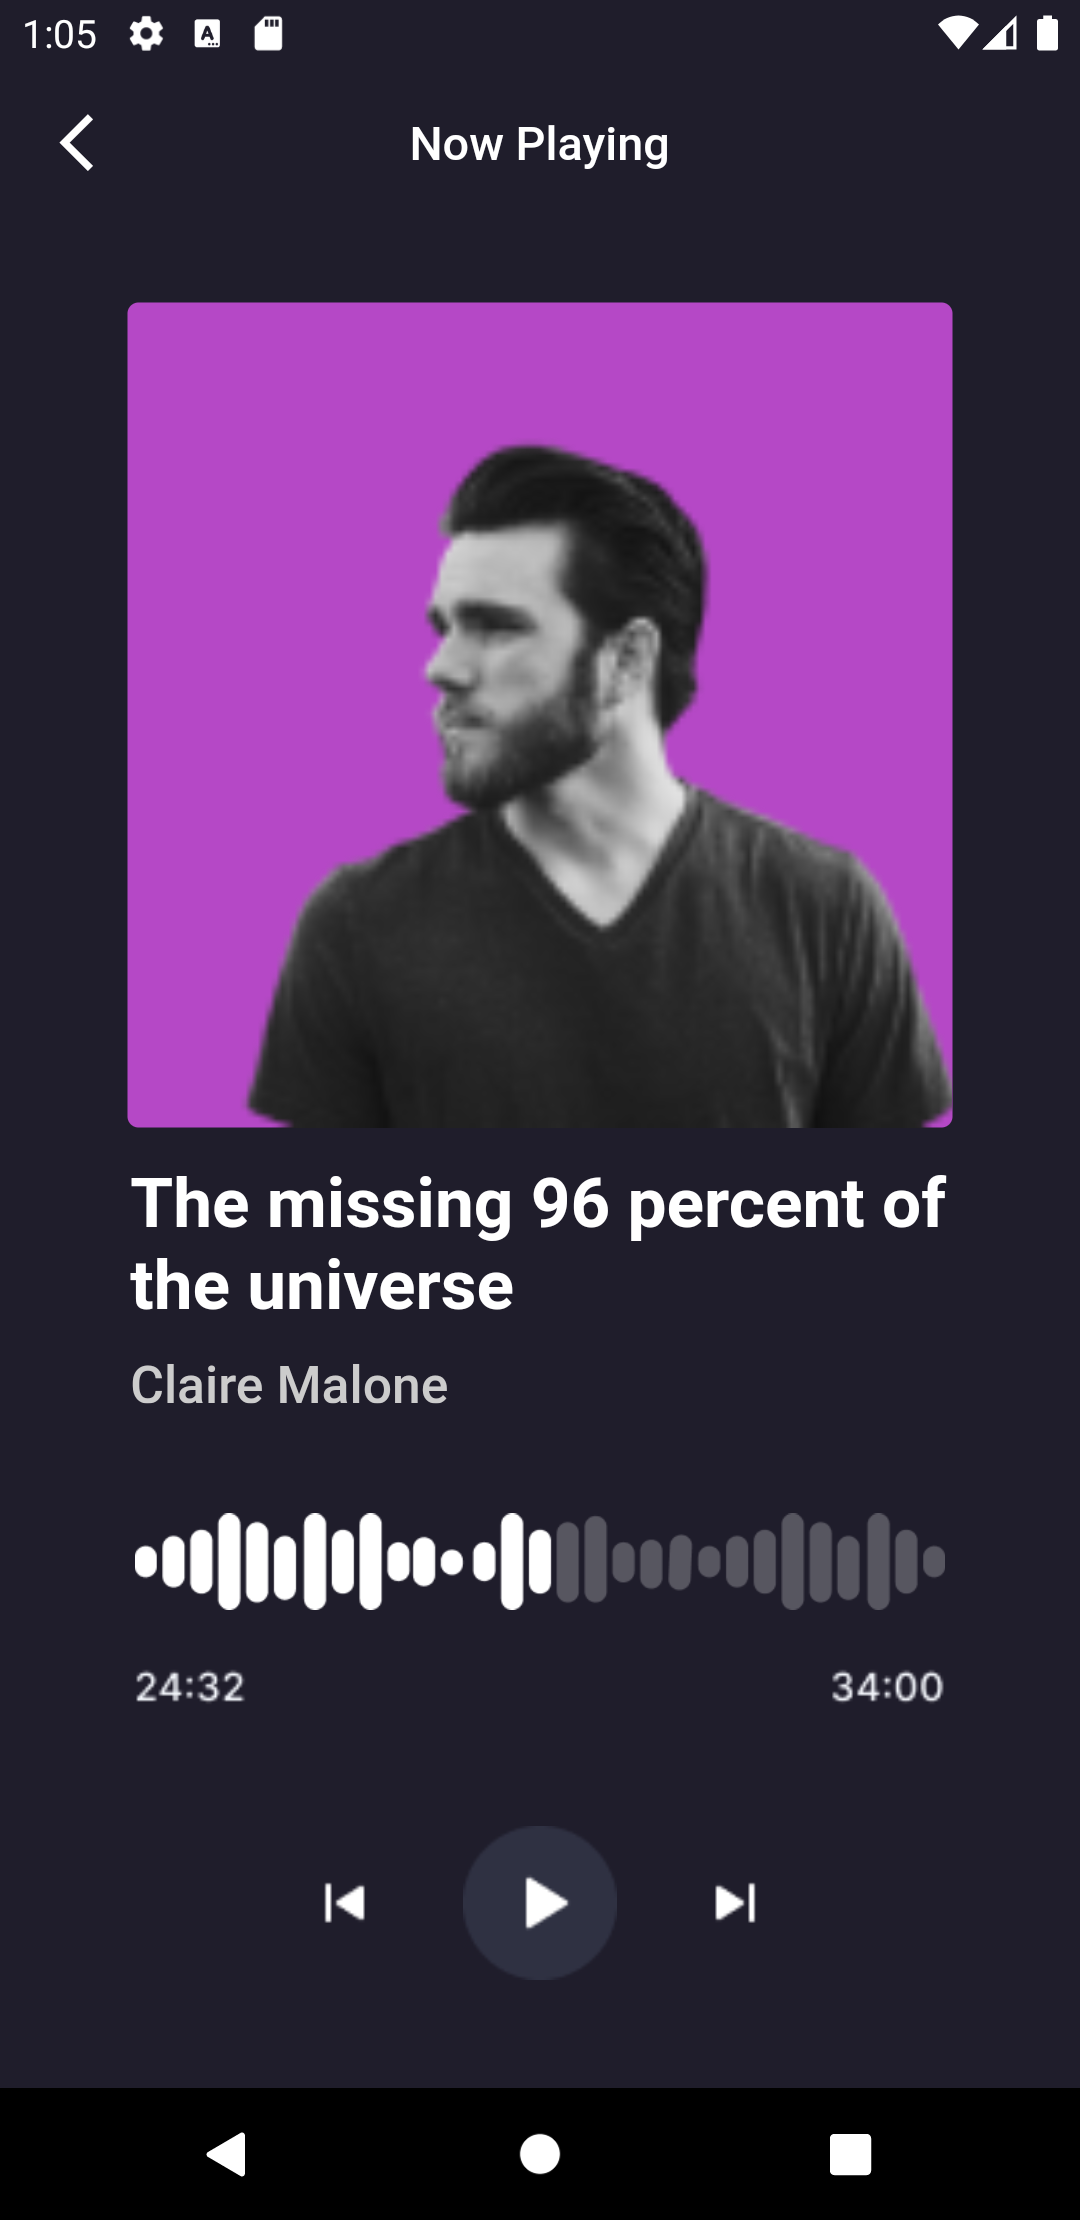 1:05
Now Playing
The missing 96 percent of
the universe
Claire Malone
24:32
34:00